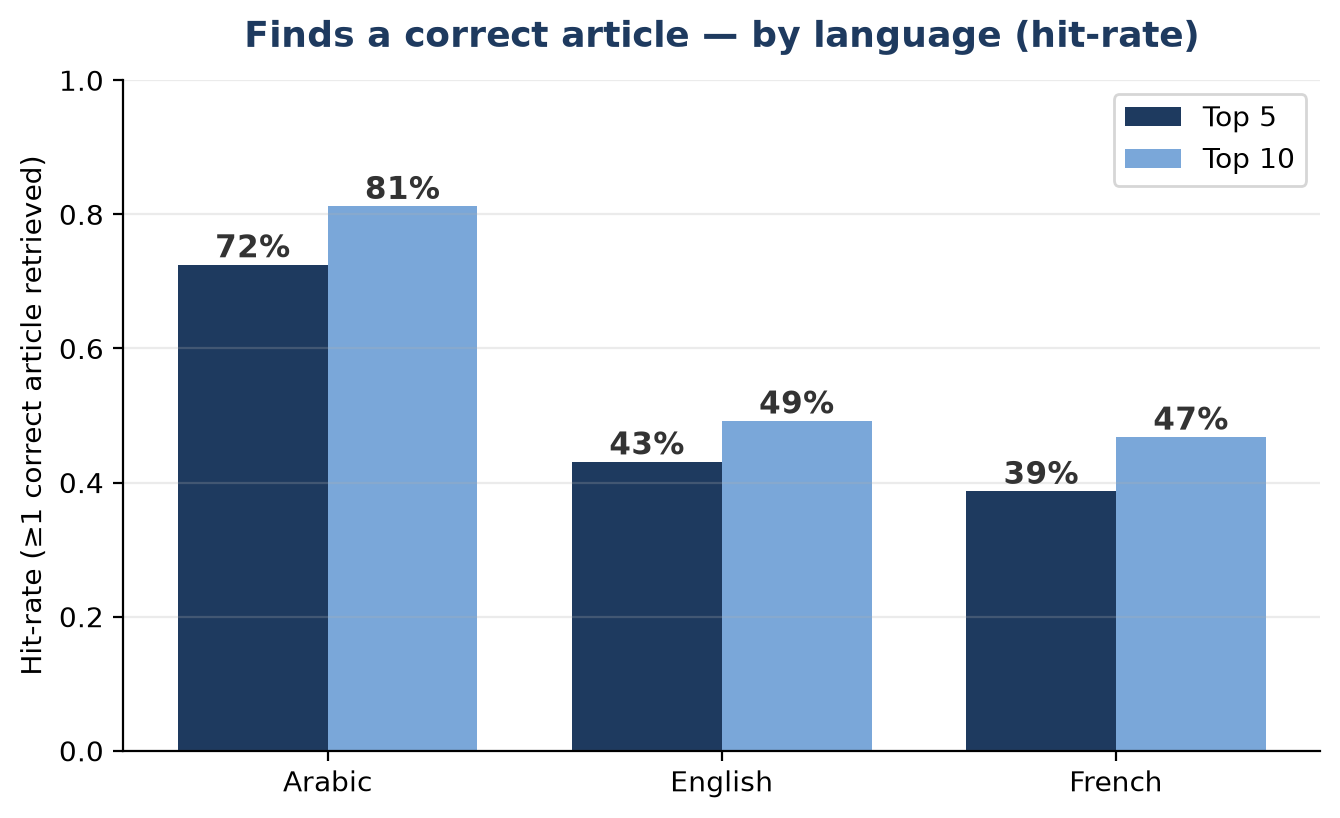 Finds a correct article — by language (hit-rate)
Hit-rate (≥1 correct article retrieved)
1.0
0.8
0.6
0.4
0.2
0.0
Top 5
Top 10
72%
81%
43%
49%
39%
47%
Arabic
English
French